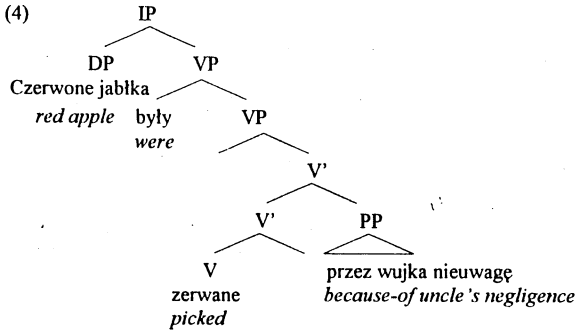 (4) IP
DP VP
Czerwone jabłka
red apple były
were
VP
V'
V' PP
V
zerwane
picked
przez wujka nieuwagę
because-of uncle's negligence